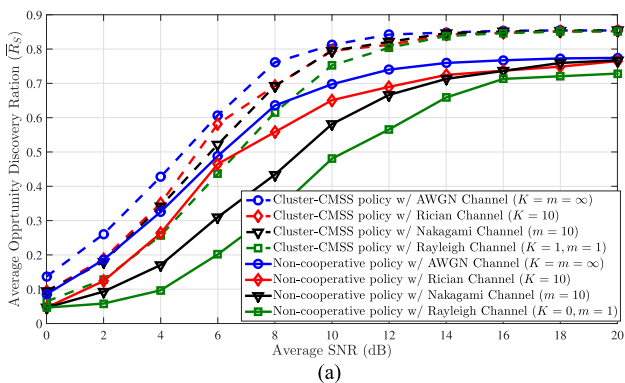 0.9
0.8
0.7
0.6
0.5
0.4
0.3
0.2
0.1
0
Average Opprtunity Discovery Ration (R̅_S)
Cluster-CMSS policy w/ AWGN Channel (K = m = ∞)
Cluster-CMSS policy w/ Rician Channel (K = 10)
Cluster-CMSS policy w/ Nakagami Channel (m = 10)
Cluster-CMSS policy w/ Rayleigh Channel (K = 1, m = 1)
Non-cooperative policy w/ AWGN Channel (K = m = ∞)
Non-cooperative policy w/ Rician Channel (K = 10)
Non-cooperative policy w/ Nakagami Channel (m = 10)
Non-cooperative policy w/ Rayleigh Channel (K = 0, m = 1)
0 2 4 6 8 10 12 14 16 18 20
Average SNR (dB)
(a)